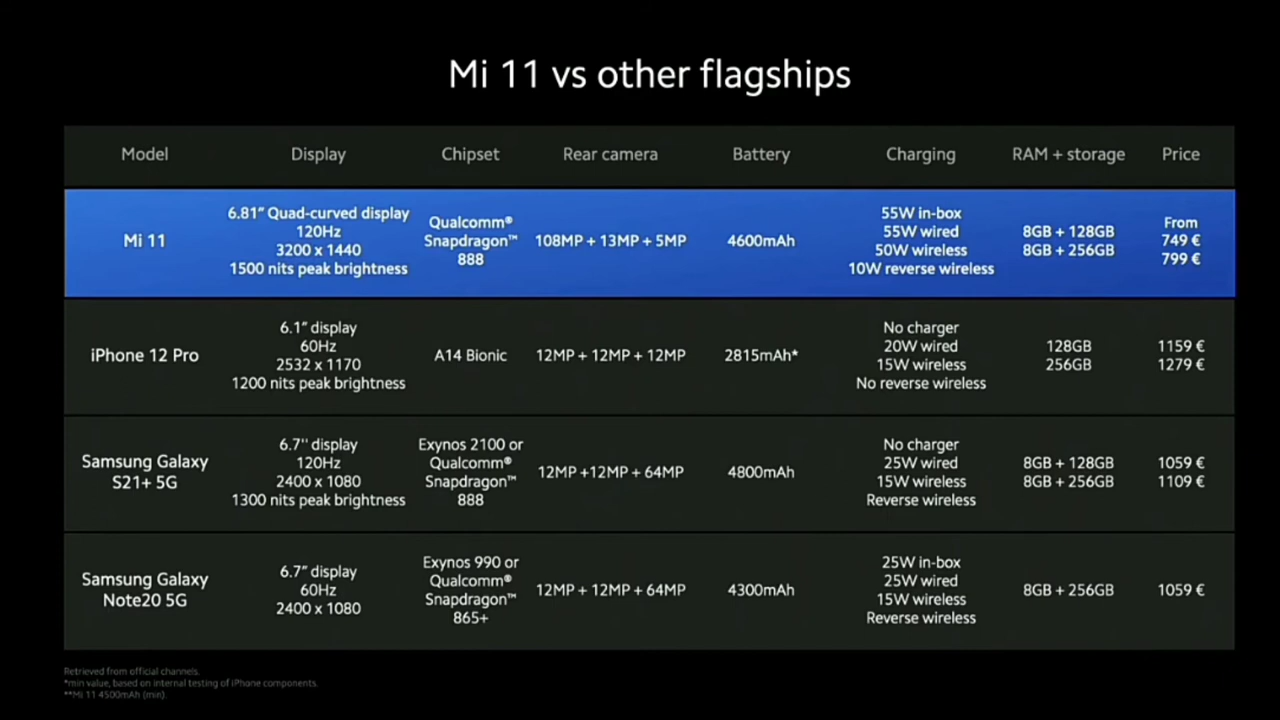 Mi 11 vs other flagships
Model Display Chipset Rear camera Battery Charging RAM + storage Price
Mi 11
6.81″ Quad-curved display
120Hz
3200 x 1440
1500 nits peak brightness
Qualcomm®
Snapdragon™
888
108MP + 13MP + 5MP
4600mAh
55W in-box
55W wired
50W wireless
10W reverse wireless
8GB + 128GB
8GB + 256GB
From
749 €
799 €
iPhone 12 Pro
6.1″ display
60Hz
2532 x 1170
1200 nits peak brightness
A14 Bionic
12MP + 12MP + 12MP
2815mAh*
No charger
20W wired
15W wireless
No reverse wireless
128GB
256GB
1159 €
1279 €
Samsung Galaxy
S21+ 5G
6.7'' display
120Hz
2400 x 1080
1300 nits peak brightness
Exynos 2100 or
Qualcomm®
Snapdragon™
888
12MP +12MP + 64MP
4800mAh
No charger
25W wired
15W wireless
Reverse wireless
8GB + 128GB
8GB + 256GB
1059 €
1109 €
Samsung Galaxy
Note20 5G
6.7″ display
60Hz
2400 x 1080
Exynos 990 or
Qualcomm®
Snapdragon™
865+
12MP + 12MP + 64MP
4300mAh
25W in-box
25W wired
15W wireless
Reverse wireless
8GB + 256GB
1059 €
Retrieved from official channels.
*min value, based on internal testing of iPhone components.
**Mi 11 4500mAh (min).